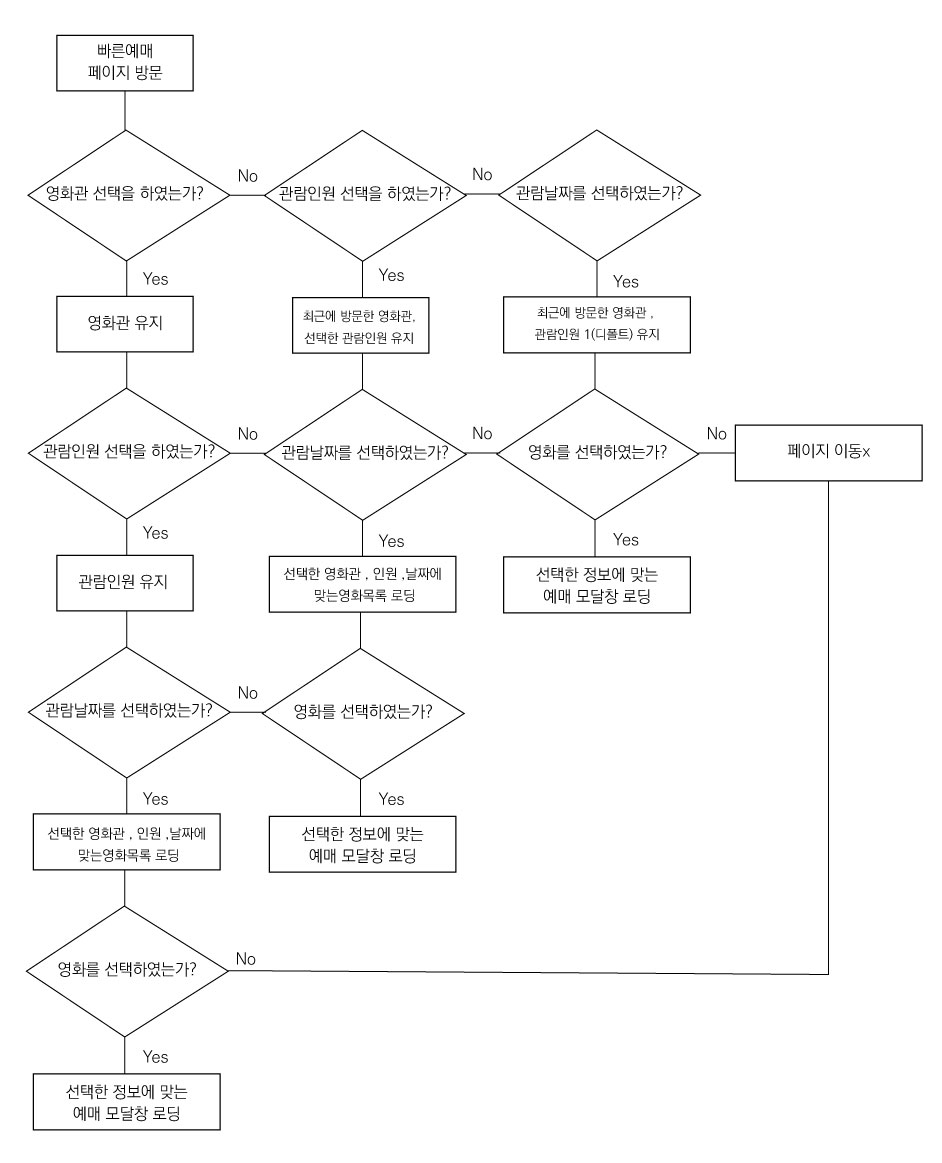 빠른예매
페이지 방문
영화관 선택을 하였는가?
No
관람인원 선택을 하였는가?
No
관람날짜를 선택하였는가?
Yes
Yes
Yes
영화관 유지
최근에 방문한 영화관,
선택한 관람인원 유지
최근에 방문한 영화관 ,
관람인원 1(디폴트) 유지
관람인원 선택을 하였는가?
No
관람날짜를 선택하였는가?
No
영화를 선택하였는가?
No
페이지 이동x
Yes
Yes
Yes
관람인원 유지
선택한 영화관 , 인원 ,날짜에
맞는영화목록 로딩
선택한 정보에 맞는
예매 모달창 로딩
관람날짜를 선택하였는가?
No
영화를 선택하였는가?
Yes
Yes
선택한 영화관 , 인원 ,날짜에
맞는영화목록 로딩
선택한 정보에 맞는
예매 모달창 로딩
영화를 선택하였는가?
No
Yes
선택한 정보에 맞는
예매 모달창 로딩